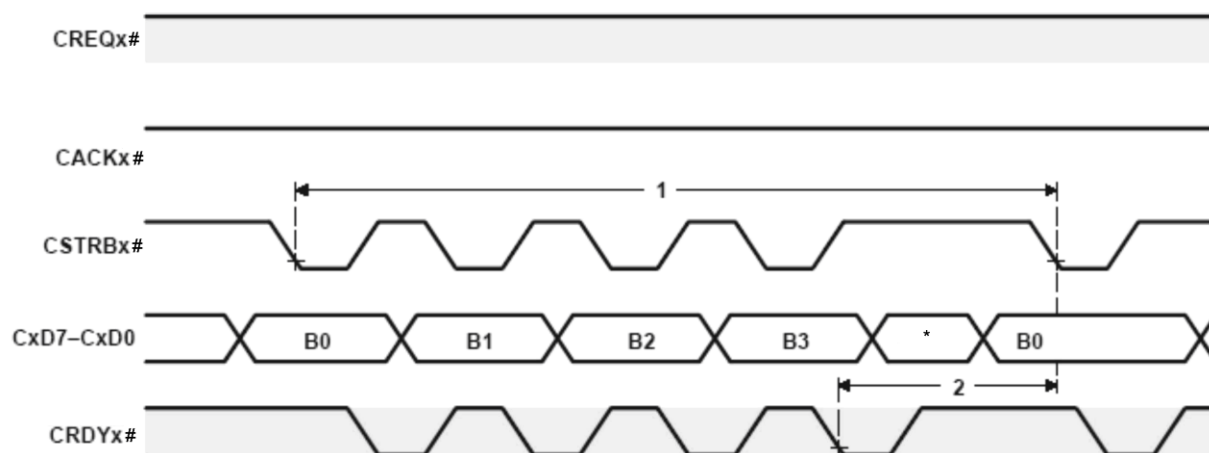 CREQx#
CACKx#
1
CSTRBx#
CxD7–CxD0 B0 B1 B2 B3 * B0
2
CRDYx#